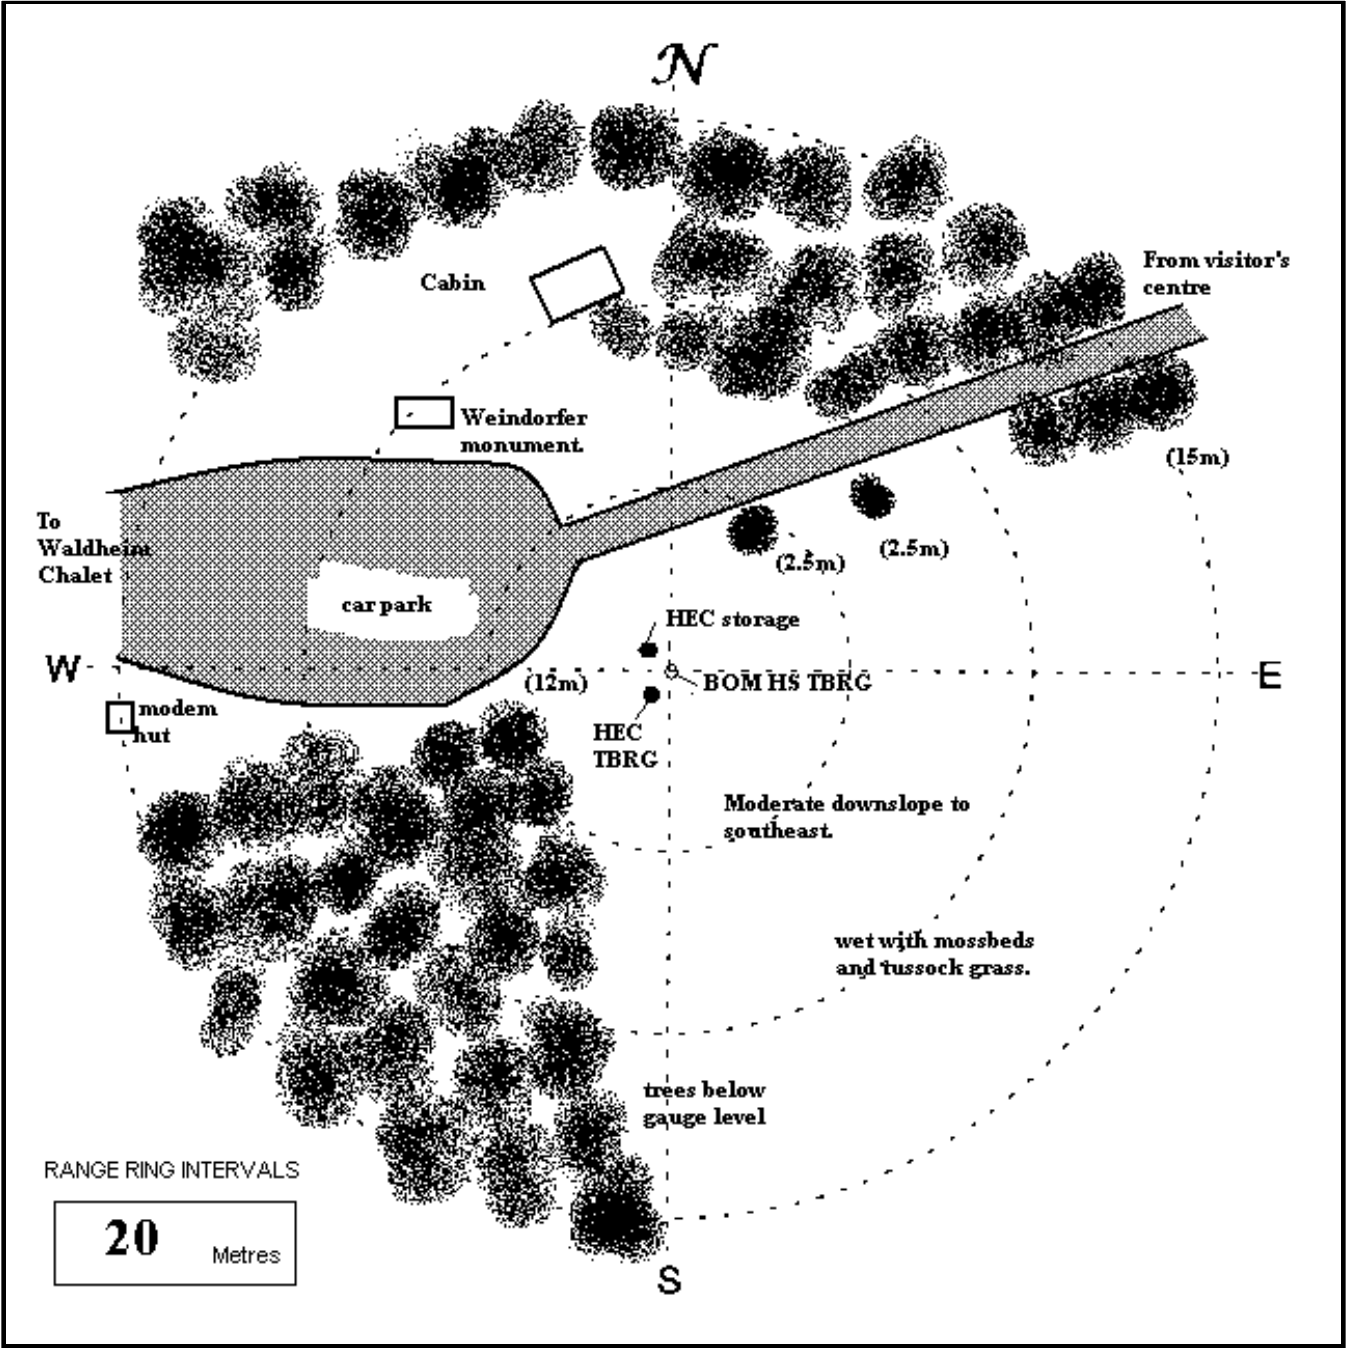 N
From visitor's
centre
Cabin
Weindorfer
monument.
(15m)
To
Waldheim
Chalet
(2.5m)
(2.5m)
car park
HEC storage
W
E
(12m)
BOM HS TBRG
modem
hut
HEC
TBRG
Moderate downslope to
southeast.
wet with mossbeds
and tussock grass.
trees below
gauge level
RANGE RING INTERVALS
20 Metres
S